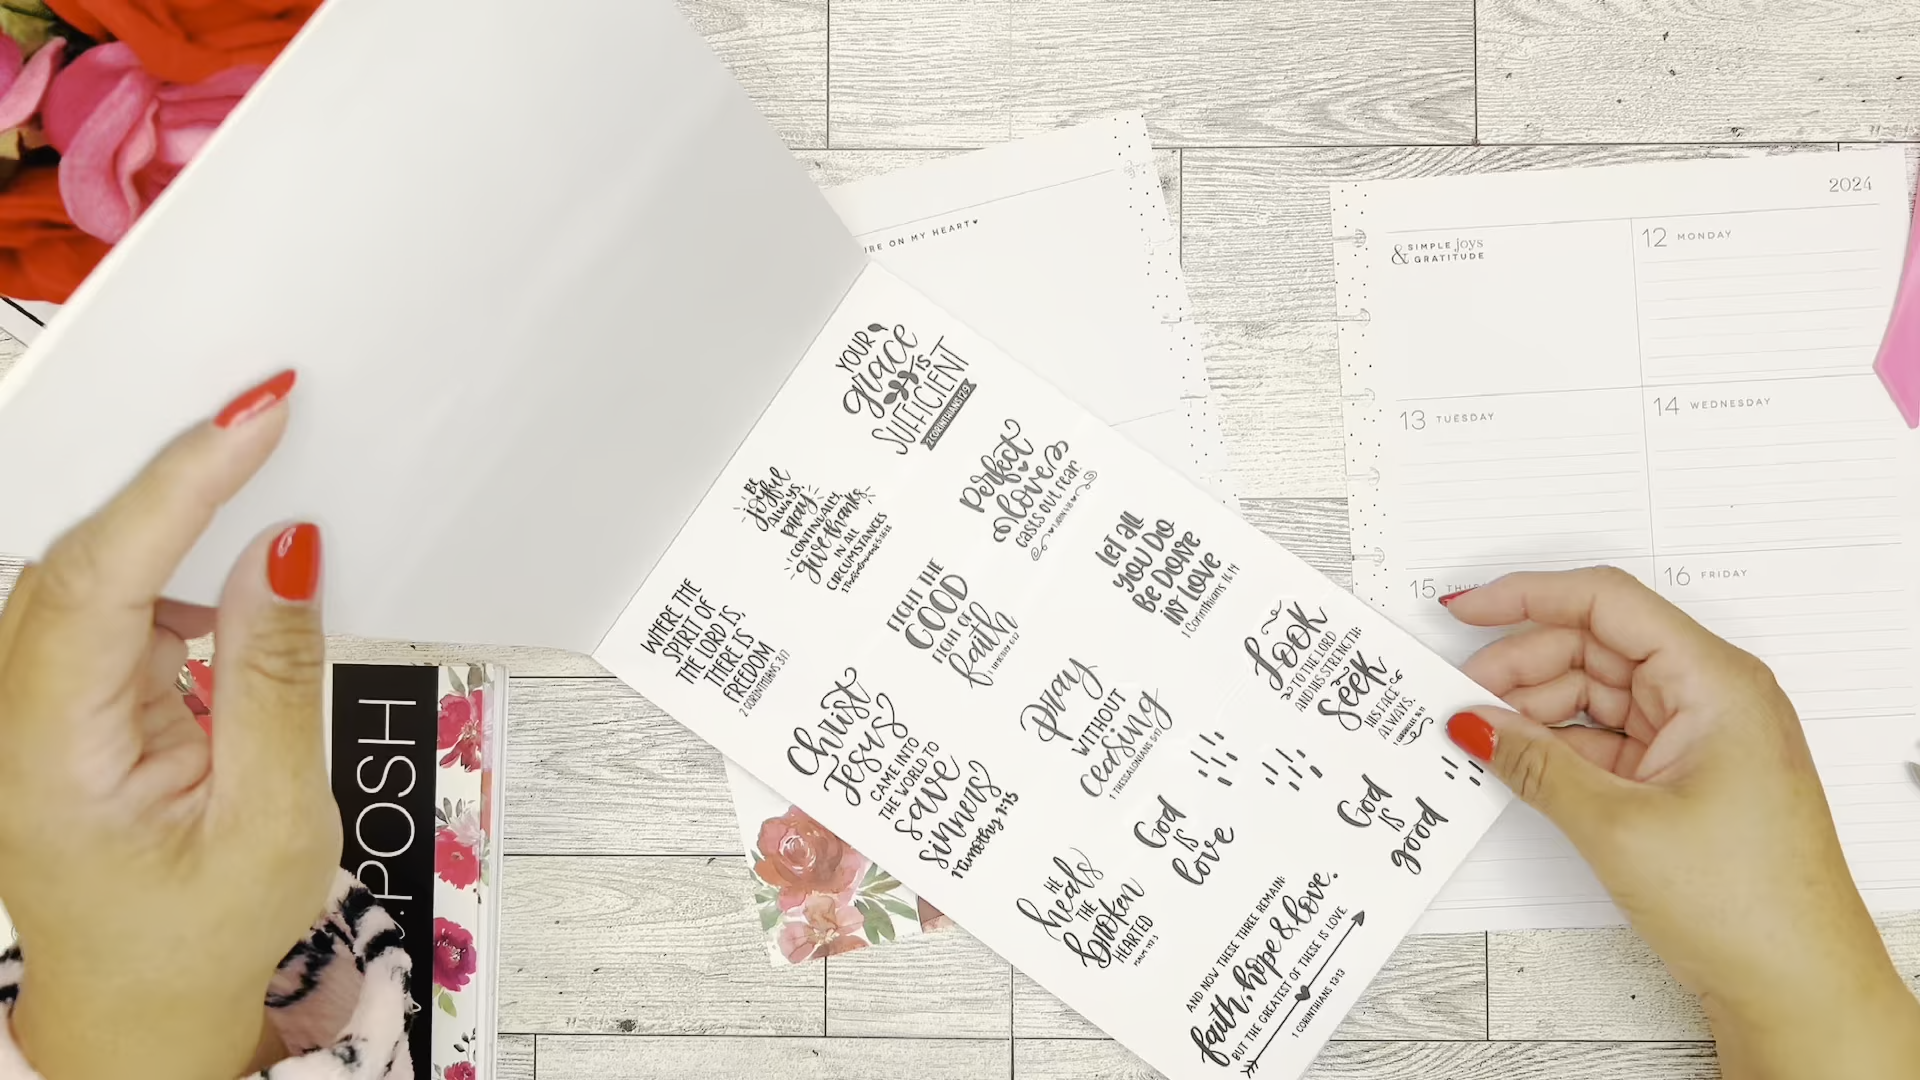 YOUR
grace
IS
SUFFICIENT
2 CORINTHIANS 12:9
BE
joyful
ALWAYS,
pray
CONTINUALLY,
give thanks
IN ALL
CIRCUMSTANCES
perfect
love
casts out fear.
WHERE THE
SPIRIT OF
THE LORD IS,
THERE IS
FREEDOM
2 CORINTHIANS 3:17
FIGHT THE
GOOD
FIGHT OF
faith
LET ALL
YOU DO
BE DONE
IN LOVE
1 Corinthians 16:14
Christ
Jesus
CAME INTO
THE WORLD TO
save
sinners
1 Timothy 1:15
Pray
WITHOUT
ceasing
1 THESSALONIANS 5:17
LOOK
TO THE LORD
AND HIS STRENGTH;
Seek
HIS FACE
ALWAYS.
HE
heals
THE
broken
HEARTED
God
is
love
God
is
good
AND NOW THESE THREE REMAIN:
faith, hope & love.
BUT THE GREATEST OF THESE IS LOVE
1 CORINTHIANS 13:13
ON MY HEART
2024
SIMPLE joys
& GRATITUDE
12 MONDAY
13 TUESDAY
14 WEDNESDAY
15
16 FRIDAY
POSH